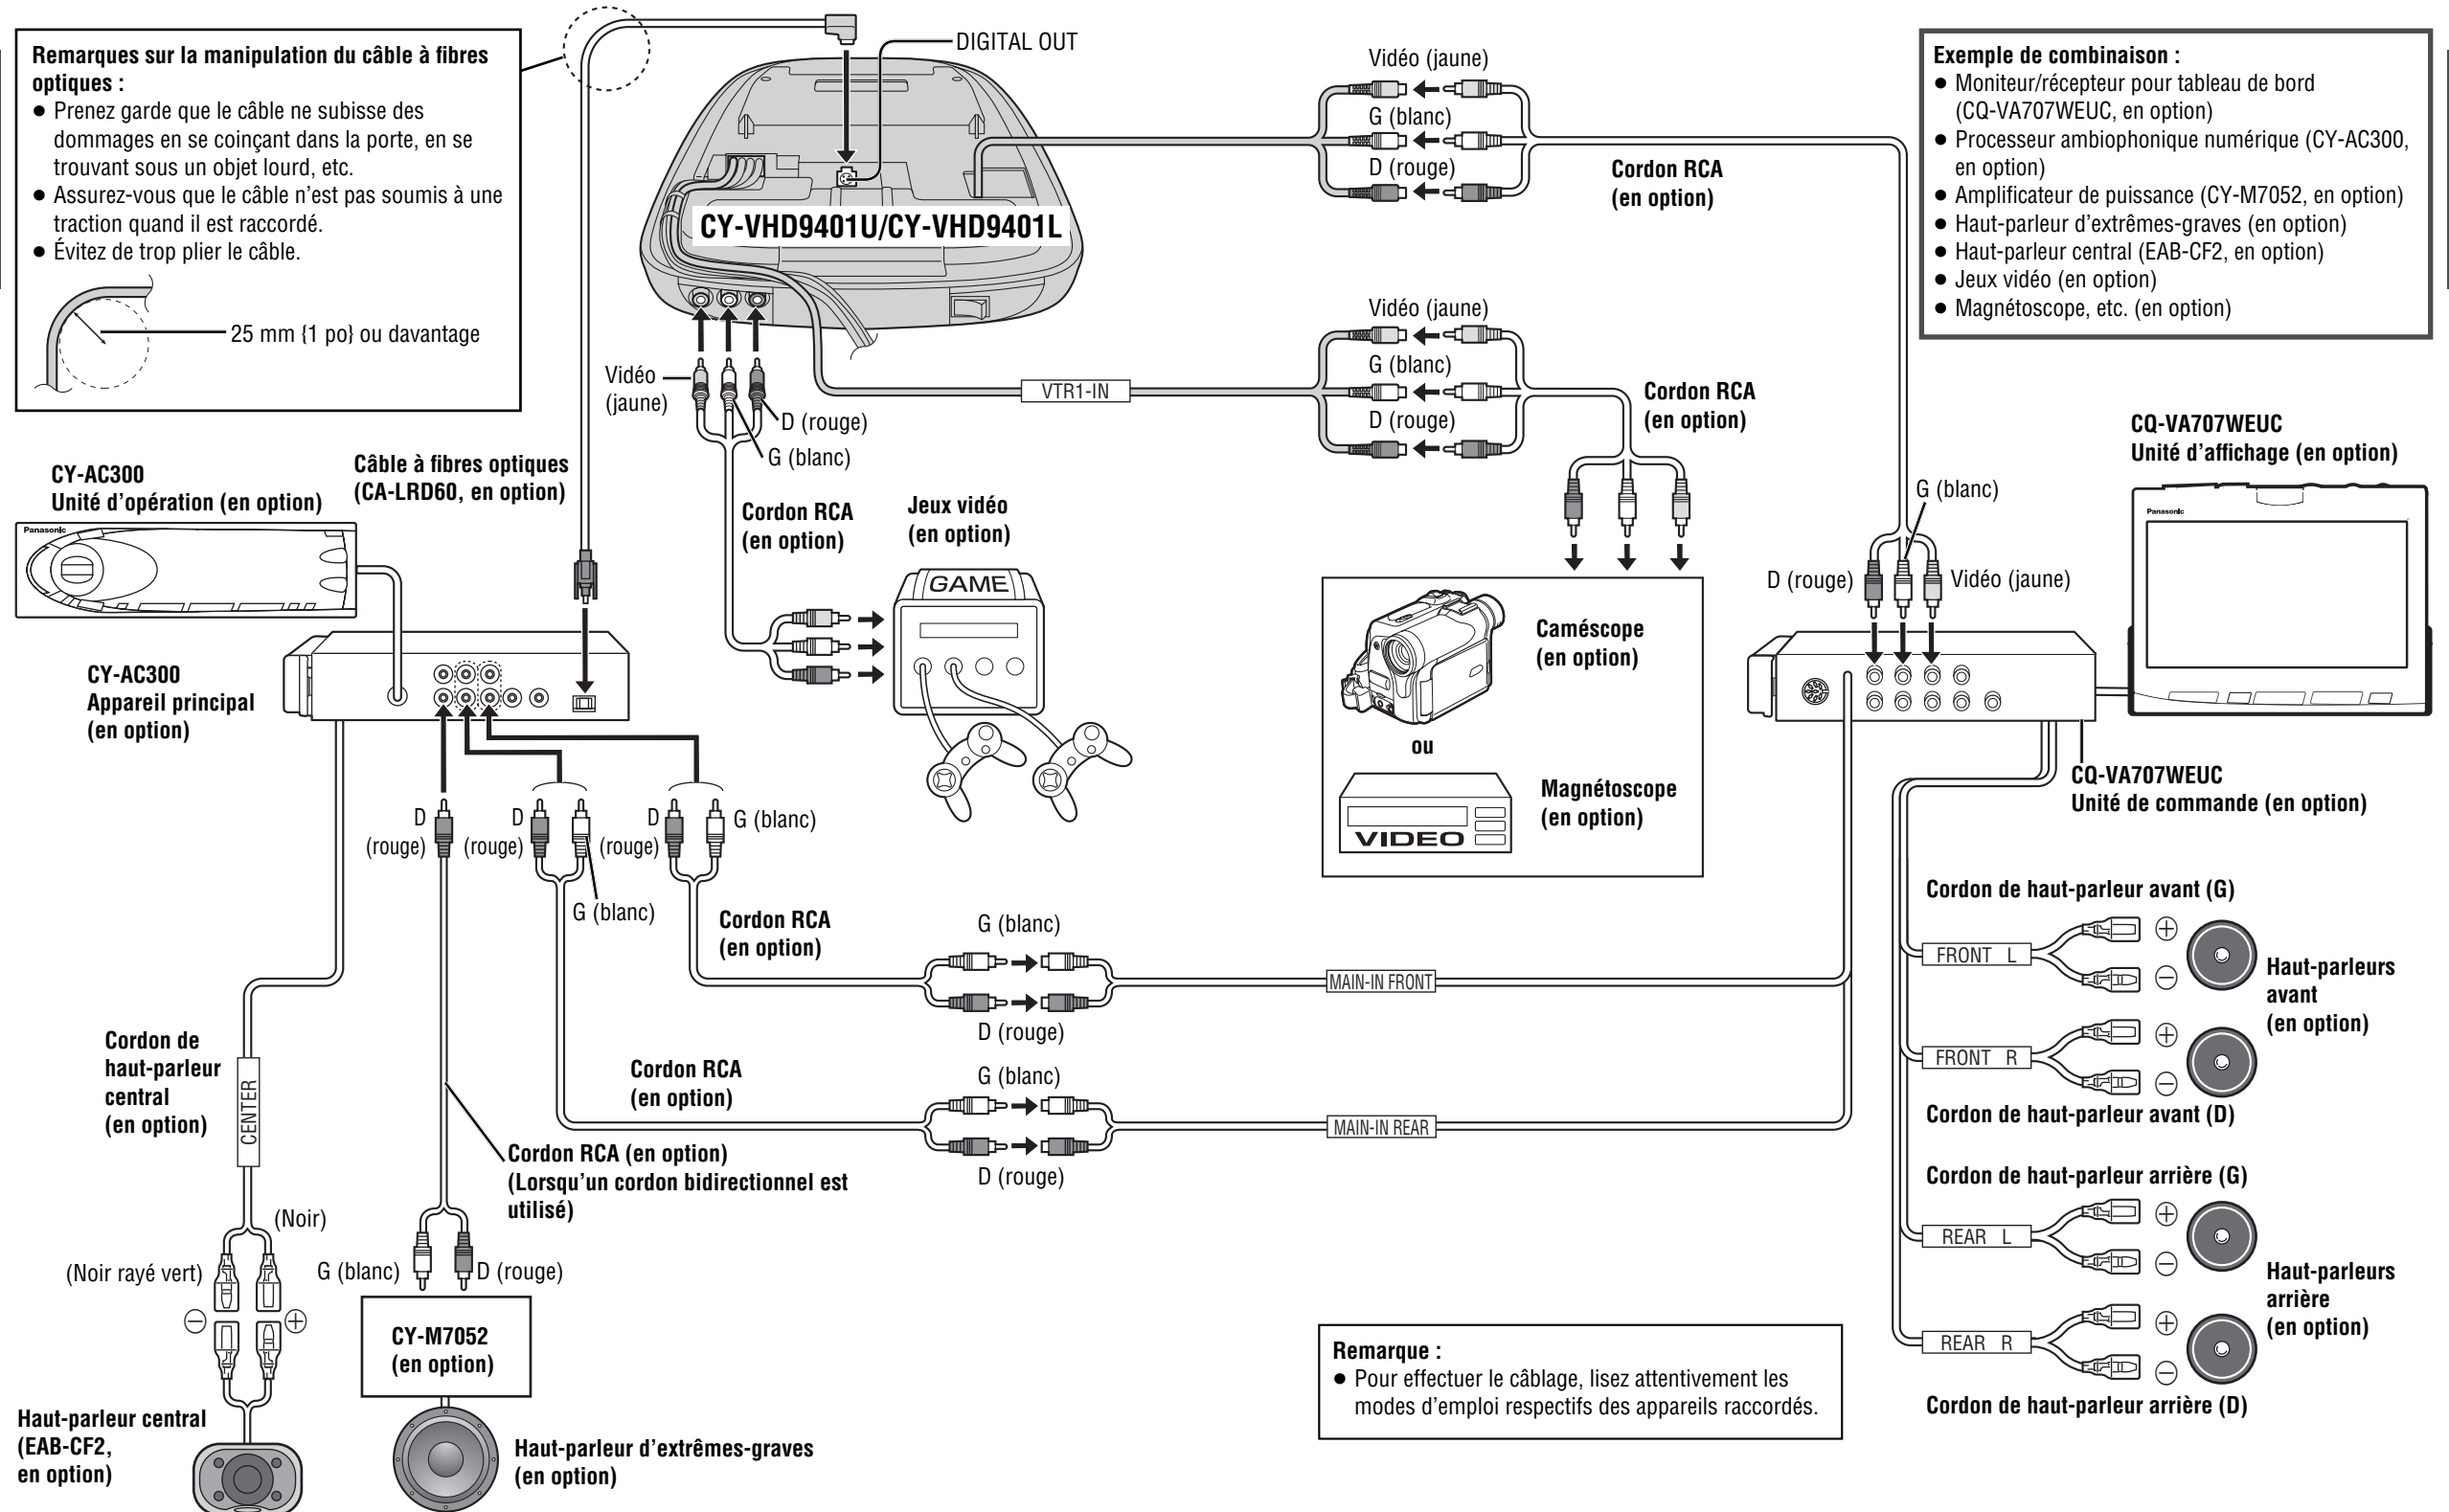 Remarques sur la manipulation du câble à fibres
optiques :
● Prenez garde que le câble ne subisse des
dommages en se coinçant dans la porte, en se
trouvant sous un objet lourd, etc.
● Assurez-vous que le câble n'est pas soumis à une
traction quand il est raccordé.
● Évitez de trop plier le câble.
25 mm {1 po} ou davantage
DIGITAL OUT
CY-VHD9401U/CY-VHD9401L
Vidéo (jaune)
G (blanc)
D (rouge)
Cordon RCA
(en option)
Exemple de combinaison :
● Moniteur/récepteur pour tableau de bord
(CQ-VA707WEUC, en option)
● Processeur ambiophonique numérique (CY-AC300,
en option)
● Amplificateur de puissance (CY-M7052, en option)
● Haut-parleur d'extrêmes-graves (en option)
● Haut-parleur central (EAB-CF2, en option)
● Jeux vidéo (en option)
● Magnétoscope, etc. (en option)
Vidéo
(jaune)
D (rouge)
G (blanc)
VTR1-IN
Vidéo (jaune)
G (blanc)
D (rouge)
Cordon RCA
(en option)
CY-AC300
Unité d'opération (en option)
Panasonic
Câble à fibres optiques
(CA-LRD60, en option)
Cordon RCA
(en option)
Jeux vidéo
(en option)
GAME
CQ-VA707WEUC
Unité d'affichage (en option)
Panasonic
G (blanc)
D (rouge)
Vidéo (jaune)
Caméscope
(en option)
ou
Magnétoscope
(en option)
VIDEO
CY-AC300
Appareil principal
(en option)
CQ-VA707WEUC
Unité de commande (en option)
D
(rouge)
D
(rouge)
G (blanc)
D
(rouge)
G (blanc)
Cordon RCA
(en option)
G (blanc)
D (rouge)
MAIN-IN FRONT
Cordon RCA
(en option)
G (blanc)
D (rouge)
MAIN-IN REAR
Cordon de haut-parleur avant (G)
FRONT L
+
−
Haut-parleurs
avant
(en option)
FRONT R
+
−
Cordon de haut-parleur avant (D)
Cordon de haut-parleur arrière (G)
REAR L
+
−
Haut-parleurs
arrière
(en option)
REAR R
+
−
Cordon de haut-parleur arrière (D)
Cordon de
haut-parleur
central
(en option)
CENTER
Cordon RCA (en option)
(Lorsqu'un cordon bidirectionnel est
utilisé)
(Noir)
(Noir rayé vert)
−
+
G (blanc)
D (rouge)
CY-M7052
(en option)
Haut-parleur central
(EAB-CF2,
en option)
Haut-parleur d'extrêmes-graves
(en option)
Remarque :
● Pour effectuer le câblage, lisez attentivement les
modes d'emploi respectifs des appareils raccordés.